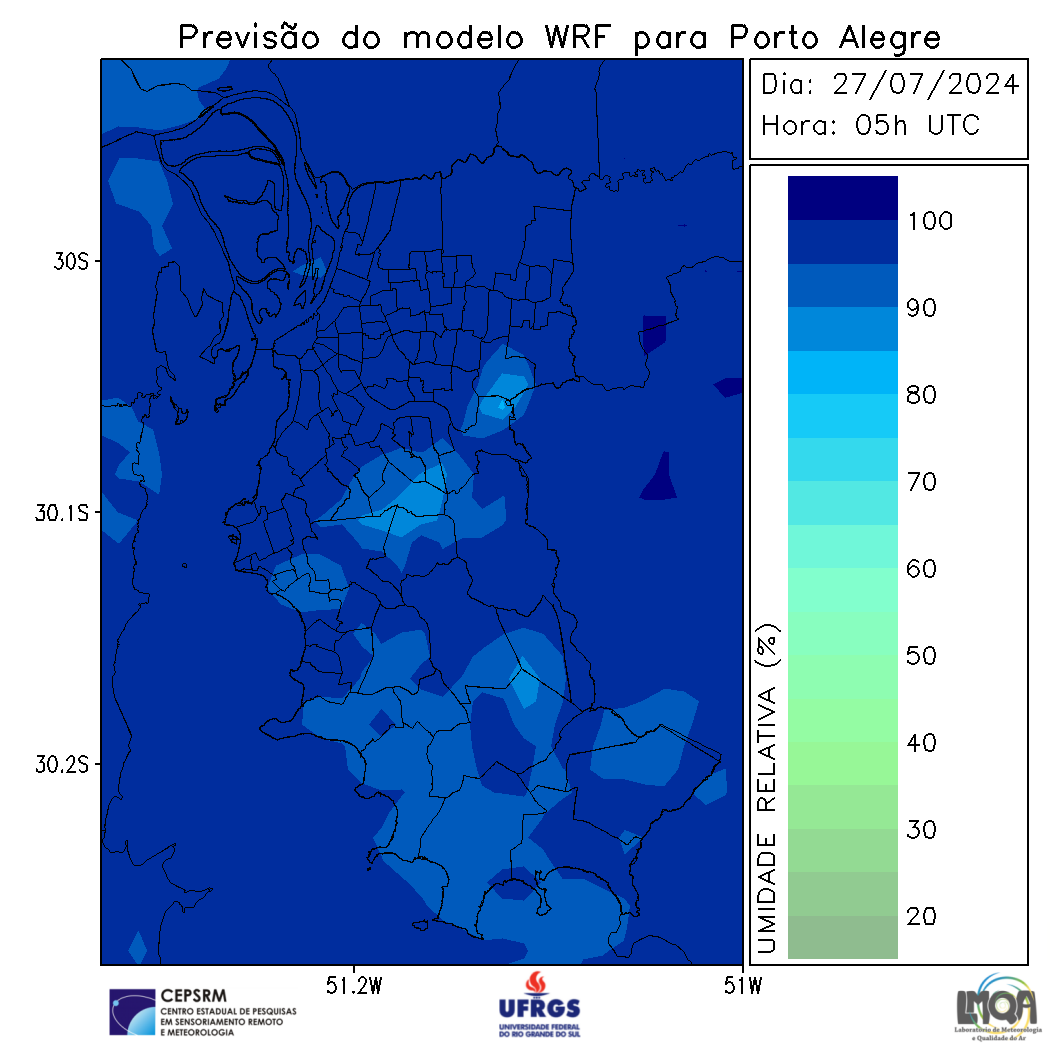 Previsão do modelo WRF para Porto Alegre
Dia: 27/07/2024
Hora: 05h UTC
30S
30.1S
30.2S
51.2W
51W
UMIDADE RELATIVA (%)
100
90
80
70
60
50
40
30
20
CEPSRM
CENTRO ESTADUAL DE PESQUISAS
EM SENSORIAMENTO REMOTO
E METEOROLOGIA
UFRGS
UNIVERSIDADE FEDERAL
DO RIO GRANDE DO SUL
LMQA
Laboratório de Meteorologia
e Qualidade do Ar